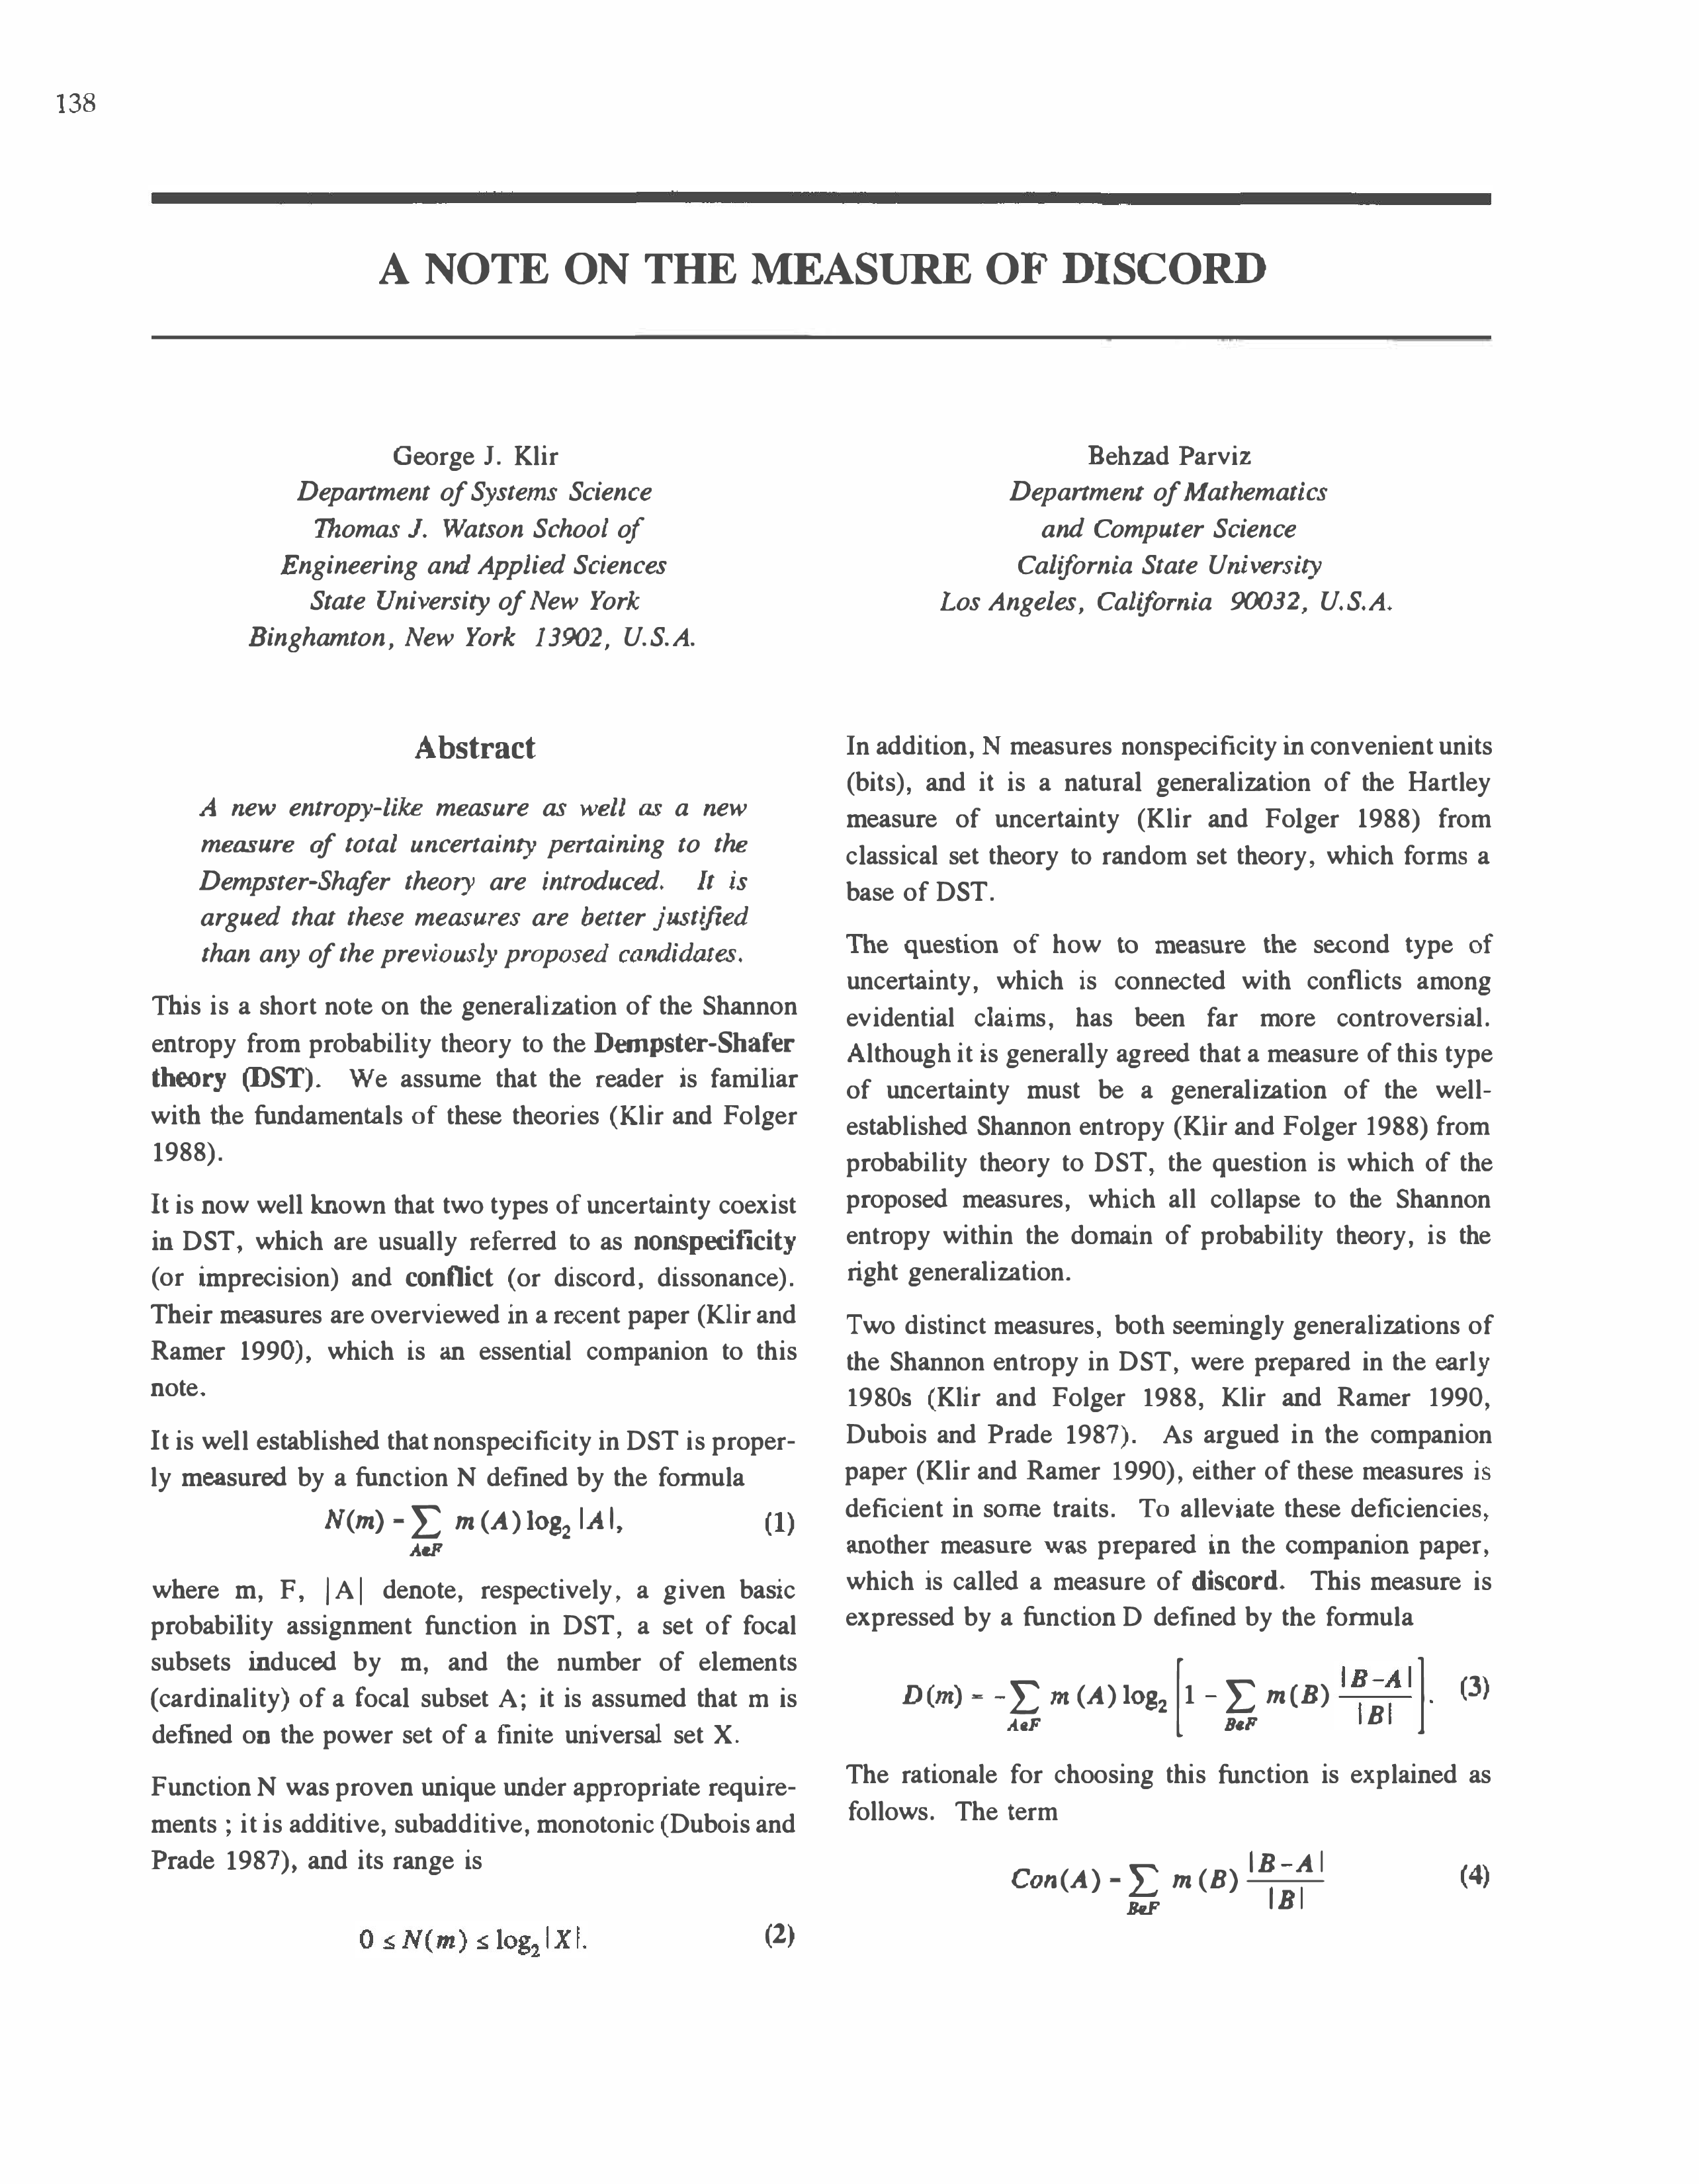 138
A NOTE ON THE MEASURE OF DISCORD
George J. Klir
Department of Systems Science
Thomas J. Watson School of
Engineering and Applied Sciences
State University of New York
Binghamton, New York 13902, U.S.A.
Behzad Parviz
Department of Mathematics
and Computer Science
California State University
Los Angeles, California 90032, U.S.A.
Abstract
A new entropy-like measure as well as a new
measure of total uncertainty pertaining to the
Dempster-Shafer theory are introduced. It is
argued that these measures are better justified
than any of the previously proposed candidates.
This is a short note on the generalization of the Shannon
entropy from probability theory to the Dempster-Shafer
theory (DST). We assume that the reader is familiar
with the fundamentals of these theories (Klir and Folger
1988).
It is now well known that two types of uncertainty coexist
in DST, which are usually referred to as nonspecificity
(or imprecision) and conflict (or discord, dissonance).
Their measures are overviewed in a recent paper (Klir and
Ramer 1990), which is an essential companion to this
note.
It is well established that nonspecificity in DST is proper-
ly measured by a function N defined by the formula
N(m) = ∑_{A∈F} m(A) log₂ |A|, (1)
where m, F, |A| denote, respectively, a given basic
probability assignment function in DST, a set of focal
subsets induced by m, and the number of elements
(cardinality) of a focal subset A; it is assumed that m is
defined on the power set of a finite universal set X.
Function N was proven unique under appropriate require-
ments ; it is additive, subadditive, monotonic (Dubois and
Prade 1987), and its range is
0 ≤ N(m) ≤ log₂|X|. (2)
In addition, N measures nonspecificity in convenient units
(bits), and it is a natural generalization of the Hartley
measure of uncertainty (Klir and Folger 1988) from
classical set theory to random set theory, which forms a
base of DST.
The question of how to measure the second type of
uncertainty, which is connected with conflicts among
evidential claims, has been far more controversial.
Although it is generally agreed that a measure of this type
of uncertainty must be a generalization of the well-
established Shannon entropy (Klir and Folger 1988) from
probability theory to DST, the question is which of the
proposed measures, which all collapse to the Shannon
entropy within the domain of probability theory, is the
right generalization.
Two distinct measures, both seemingly generalizations of
the Shannon entropy in DST, were prepared in the early
1980s (Klir and Folger 1988, Klir and Ramer 1990,
Dubois and Prade 1987). As argued in the companion
paper (Klir and Ramer 1990), either of these measures is
deficient in some traits. To alleviate these deficiencies,
another measure was prepared in the companion paper,
which is called a measure of discord. This measure is
expressed by a function D defined by the formula
D(m) = -∑_{A∈F} m(A) log₂ [1 - ∑_{B∈F} m(B) |B-A| / |B|]. (3)
The rationale for choosing this function is explained as
follows. The term
Con(A) = ∑_{B∈F} m(B) |B-A| / |B| (4)